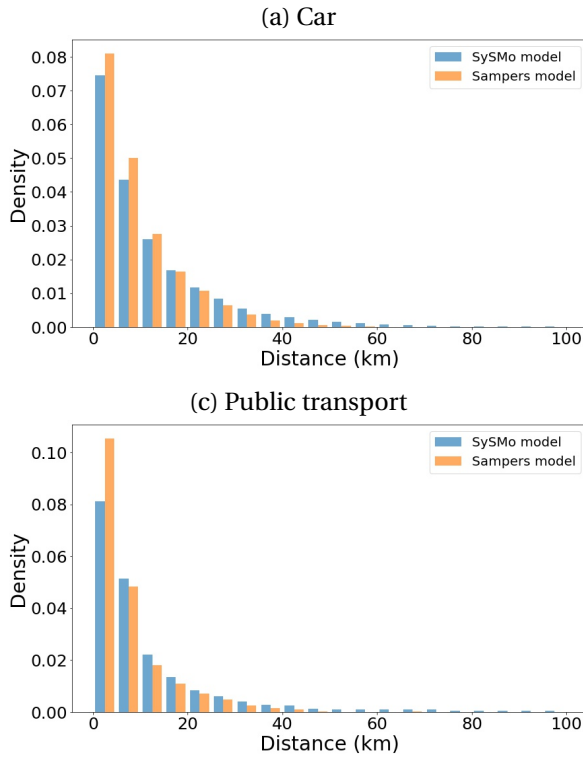 (a) Car
0.08
0.07
0.06
0.05
0.04
0.03
0.02
0.01
0.00
Density
SySMo model
Sampers model
0 20 40 60 80 100
Distance (km)
(c) Public transport
0.10
0.08
0.06
0.04
0.02
0.00
Density
SySMo model
Sampers model
0 20 40 60 80 100
Distance (km)